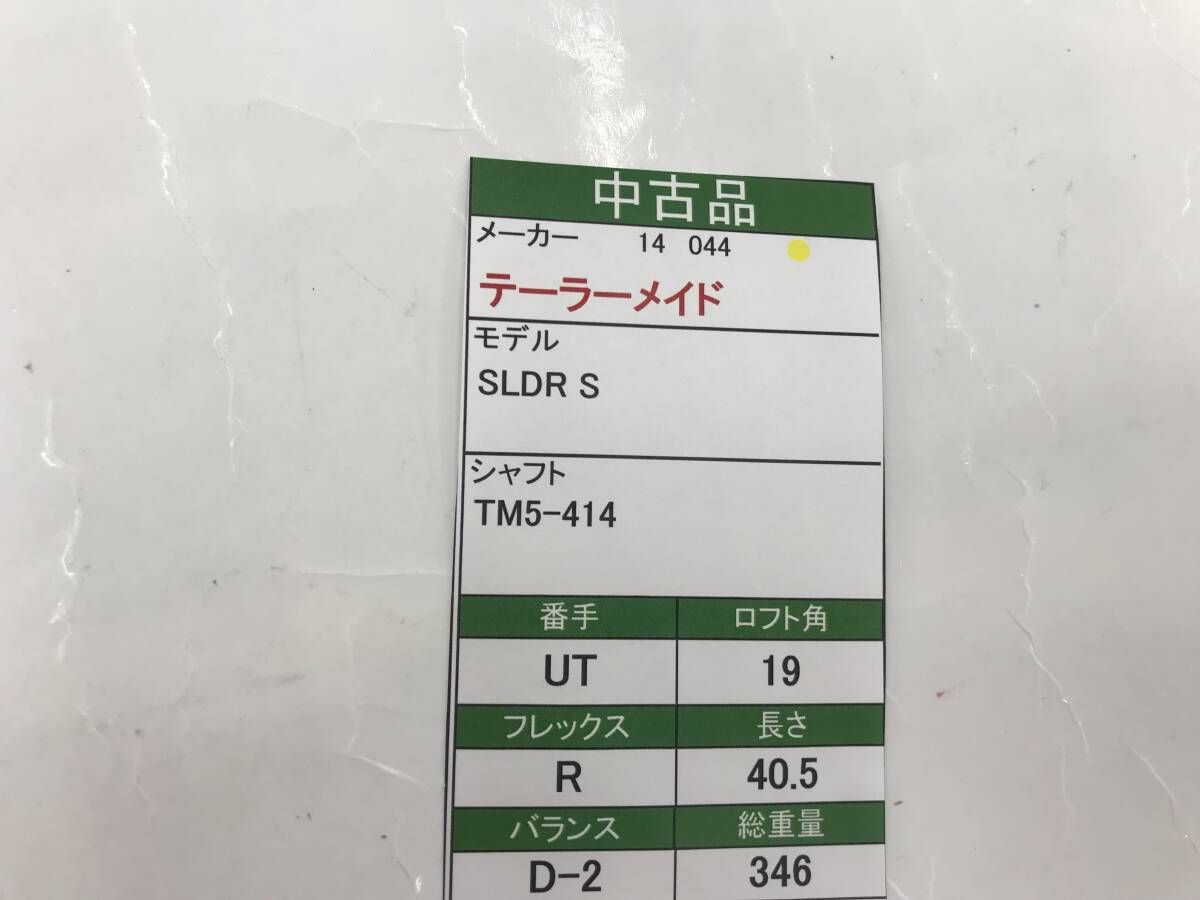 中古品
メーカー 14 044
テーラーメイド
モデル
SLDR S
シャフト
TM5-414
番手 ロフト角
UT 19
フレックス 長さ
R 40.5
バランス 総重量
D-2 346